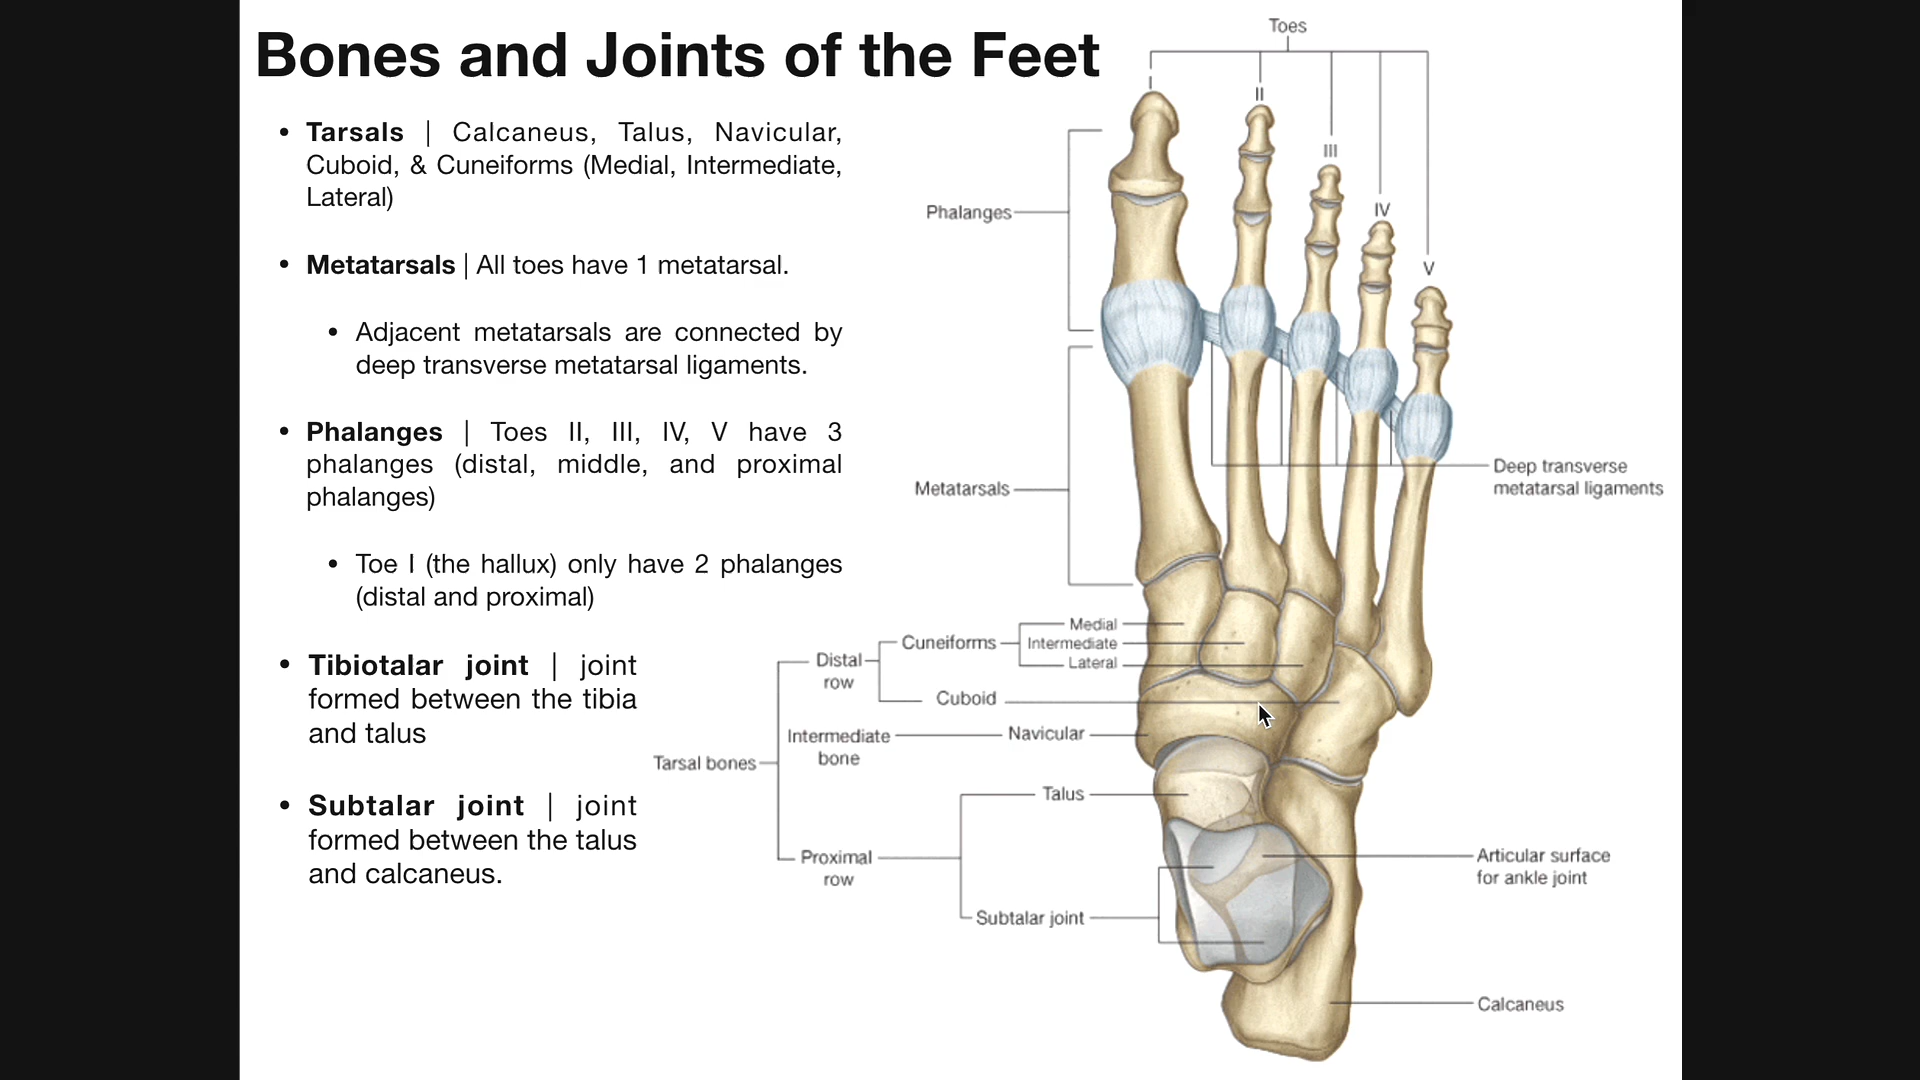 Bones and Joints of the Feet
• Tarsals | Calcaneus, Talus, Navicular,
Cuboid, & Cuneiforms (Medial, Intermediate,
Lateral)
• Metatarsals | All toes have 1 metatarsal.
• Adjacent metatarsals are connected by
deep transverse metatarsal ligaments.
• Phalanges | Toes II, III, IV, V have 3
phalanges (distal, middle, and proximal
phalanges)
• Toe I (the hallux) only have 2 phalanges
(distal and proximal)
• Tibiotalar joint | joint
formed between the tibia
and talus
• Subtalar joint | joint
formed between the talus
and calcaneus.
Toes
I
II
III
IV
V
Phalanges
Metatarsals
Deep transverse
metatarsal ligaments
Medial
Cuneiforms
Intermediate
Lateral
Distal
row
Cuboid
Intermediate
bone
Navicular
Tarsal bones
Talus
Proximal
row
Subtalar joint
Articular surface
for ankle joint
Calcaneus